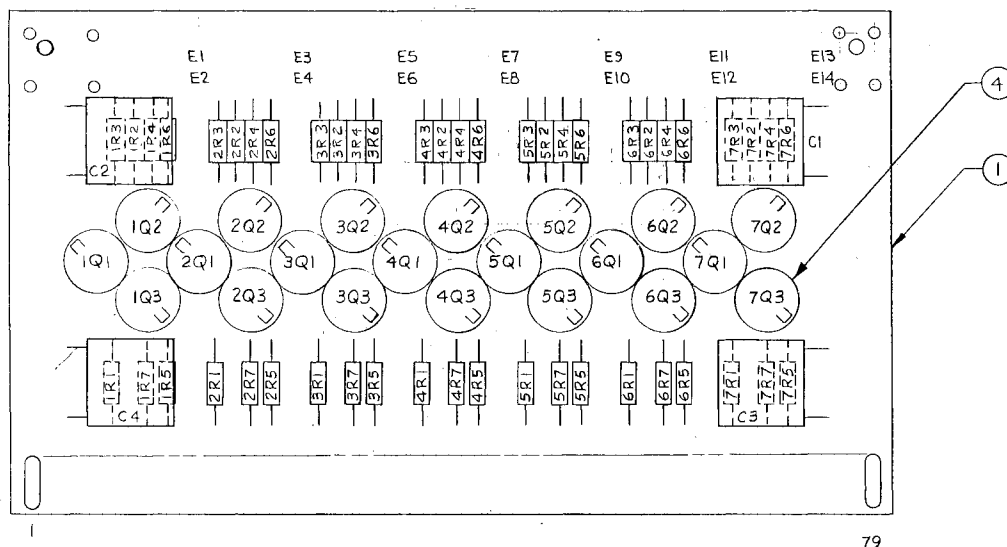 E1 E3 E5 E7 E9 E11 E13
E2 E4 E6 E8 E10 E12 E14
4
1R3 1R2 1R4 1R6 2R3 2R2 2R4 2R6 3R3 3R2 3R4 3R6 4R3 4R2 4R4 4R6 5R3 5R2 5R4 5R6 6R3 6R2 6R4 6R6 7R3 7R2 7R4 7R6
C2 C1
1
1Q2 2Q2 3Q2 4Q2 5Q2 6Q2 7Q2
1Q1 2Q1 3Q1 4Q1 5Q1 6Q1 7Q1
1Q3 2Q3 3Q3 4Q3 5Q3 6Q3 7Q3
1R1 1R7 1R5 2R1 2R7 2R5 3R1 3R7 3R5 4R1 4R7 4R5 5R1 5R7 5R5 6R1 6R7 6R5 7R1 7R7 7R5
C4 C3
1 79